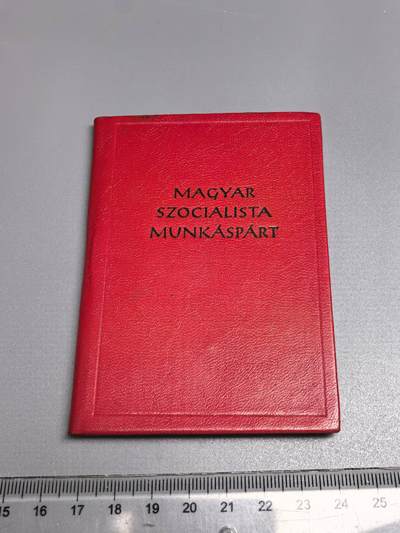 MAGYAR
SZOCIALISTA
MUNKÁSPÁRT
15 16 17 18 19 20 21 22 23 24 25